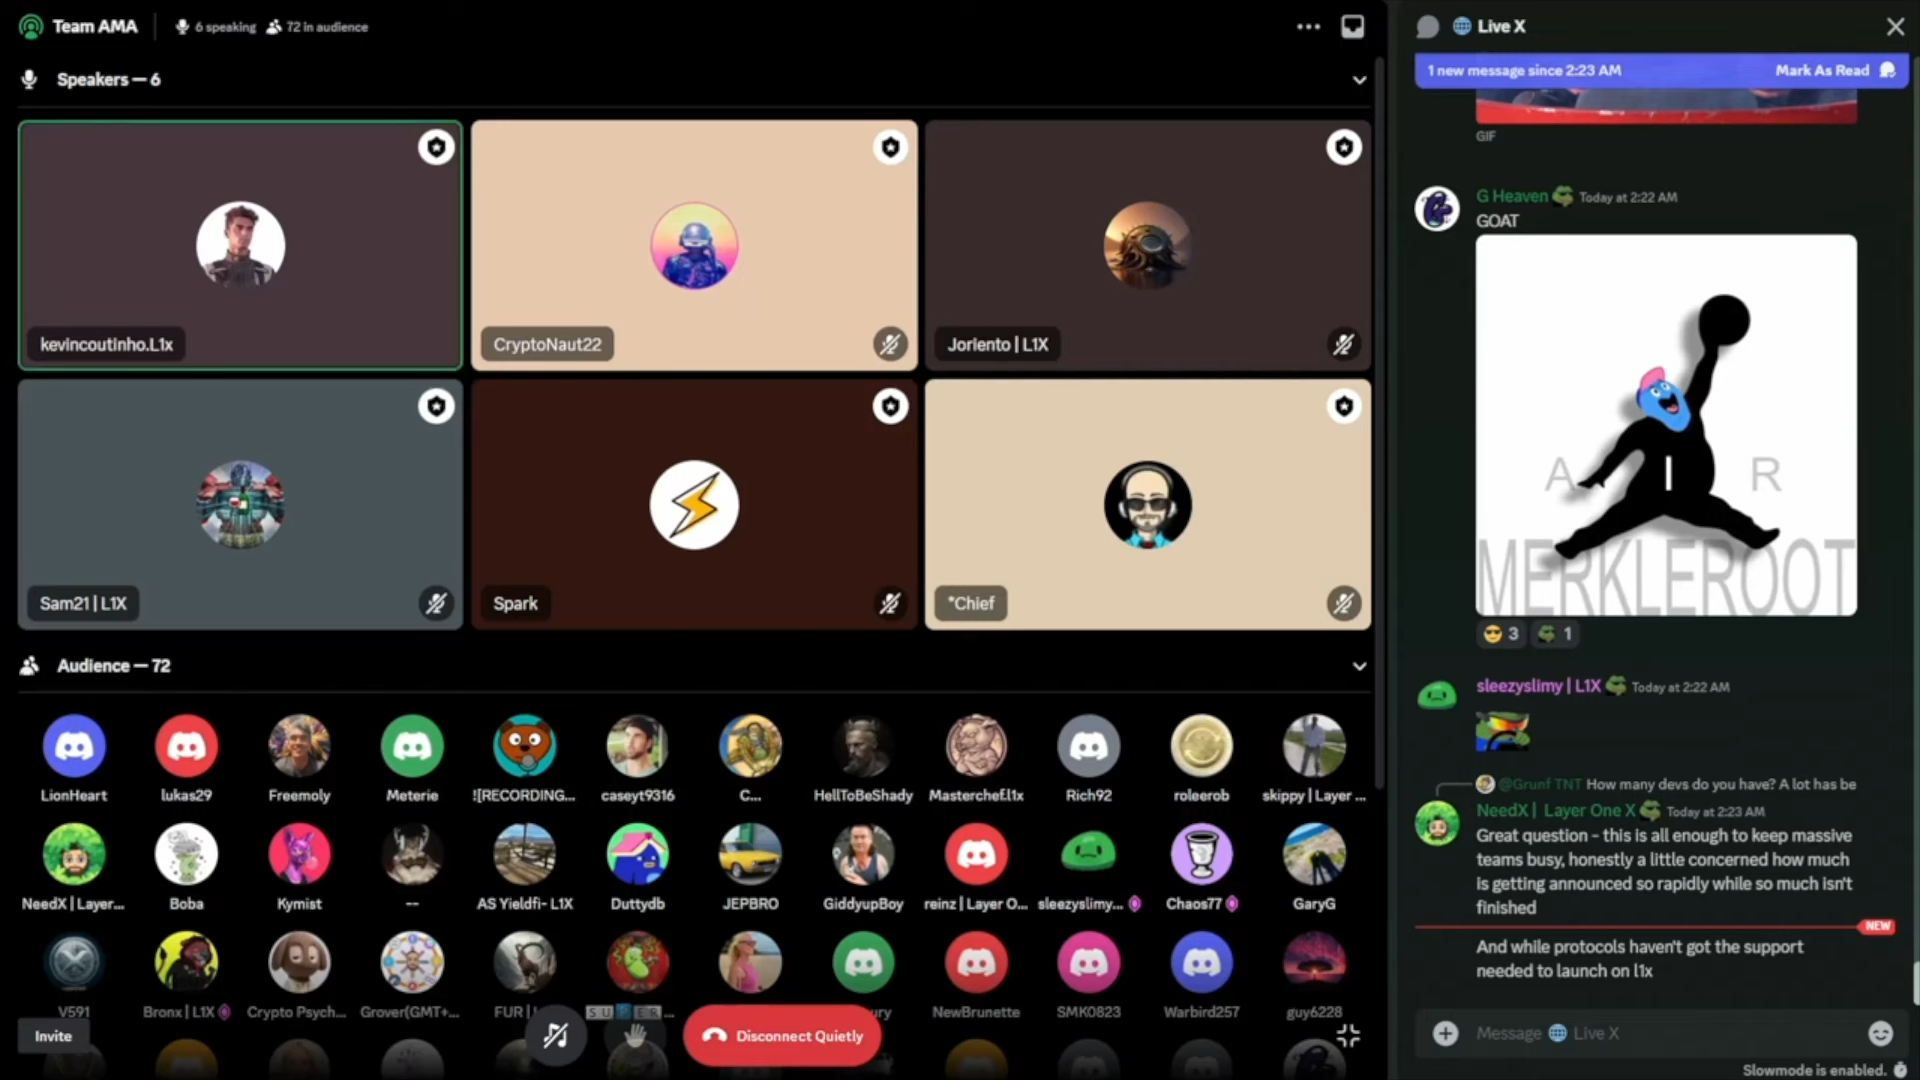 Team AMA
6 speaking 72 in audience
Speakers — 6
kevincoutinho.L1x
CryptoNaut22
Joriento | L1X
Sam21 | L1X
Spark
*Chief
Audience — 72
LionHeart
lukas29
Freemoly
Meterie
![RECORDING...
caseyt9316
C...
HellToBeShady
Masterchef.l1x
Rich92
roleerob
skippy | Layer ...
NeedX | Layer...
Boba
Kymist
--
AS Yieldfi- L1X
Duttydb
JEPBRO
GiddyupBoy
reinz | Layer O...
sleezyslimy...
Chaos77
GaryG
V591
Bronx | L1X
Crypto Psych...
Grover(GMT+...
FUR |
SUPER...
ury
NewBrunette
SMK0823
Warbird257
guy6228
Invite
Disconnect Quietly
Live X
1 new message since 2:23 AM
Mark As Read
GIF
G Heaven Today at 2:22 AM
GOAT
A I R
MERKLEROOT
3 1
sleezyslimy | L1X Today at 2:22 AM
@Grunf TNT How many devs do you have? A lot has be
NeedX | Layer One X Today at 2:23 AM
Great question - this is all enough to keep massive
teams busy, honestly a little concerned how much
is getting announced so rapidly while so much isn't
finished
NEW
And while protocols haven't got the support
needed to launch on l1x
Message Live X
Slowmode is enabled.